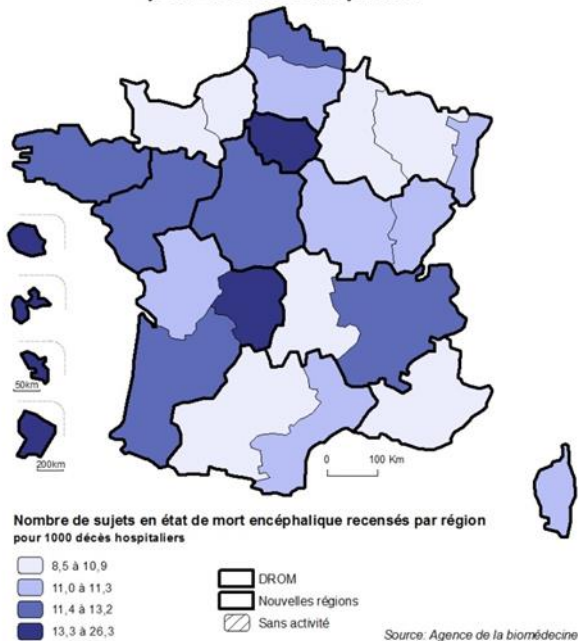 50km
200km
0 100 Km
Nombre de sujets en état de mort encéphalique recensés par région
pour 1000 décès hospitaliers
8,5 à 10,9
11,0 à 11,3
11,4 à 13,2
13,3 à 26,3
DROM
Nouvelles régions
Sans activité
Source: Agence de la biomédecine